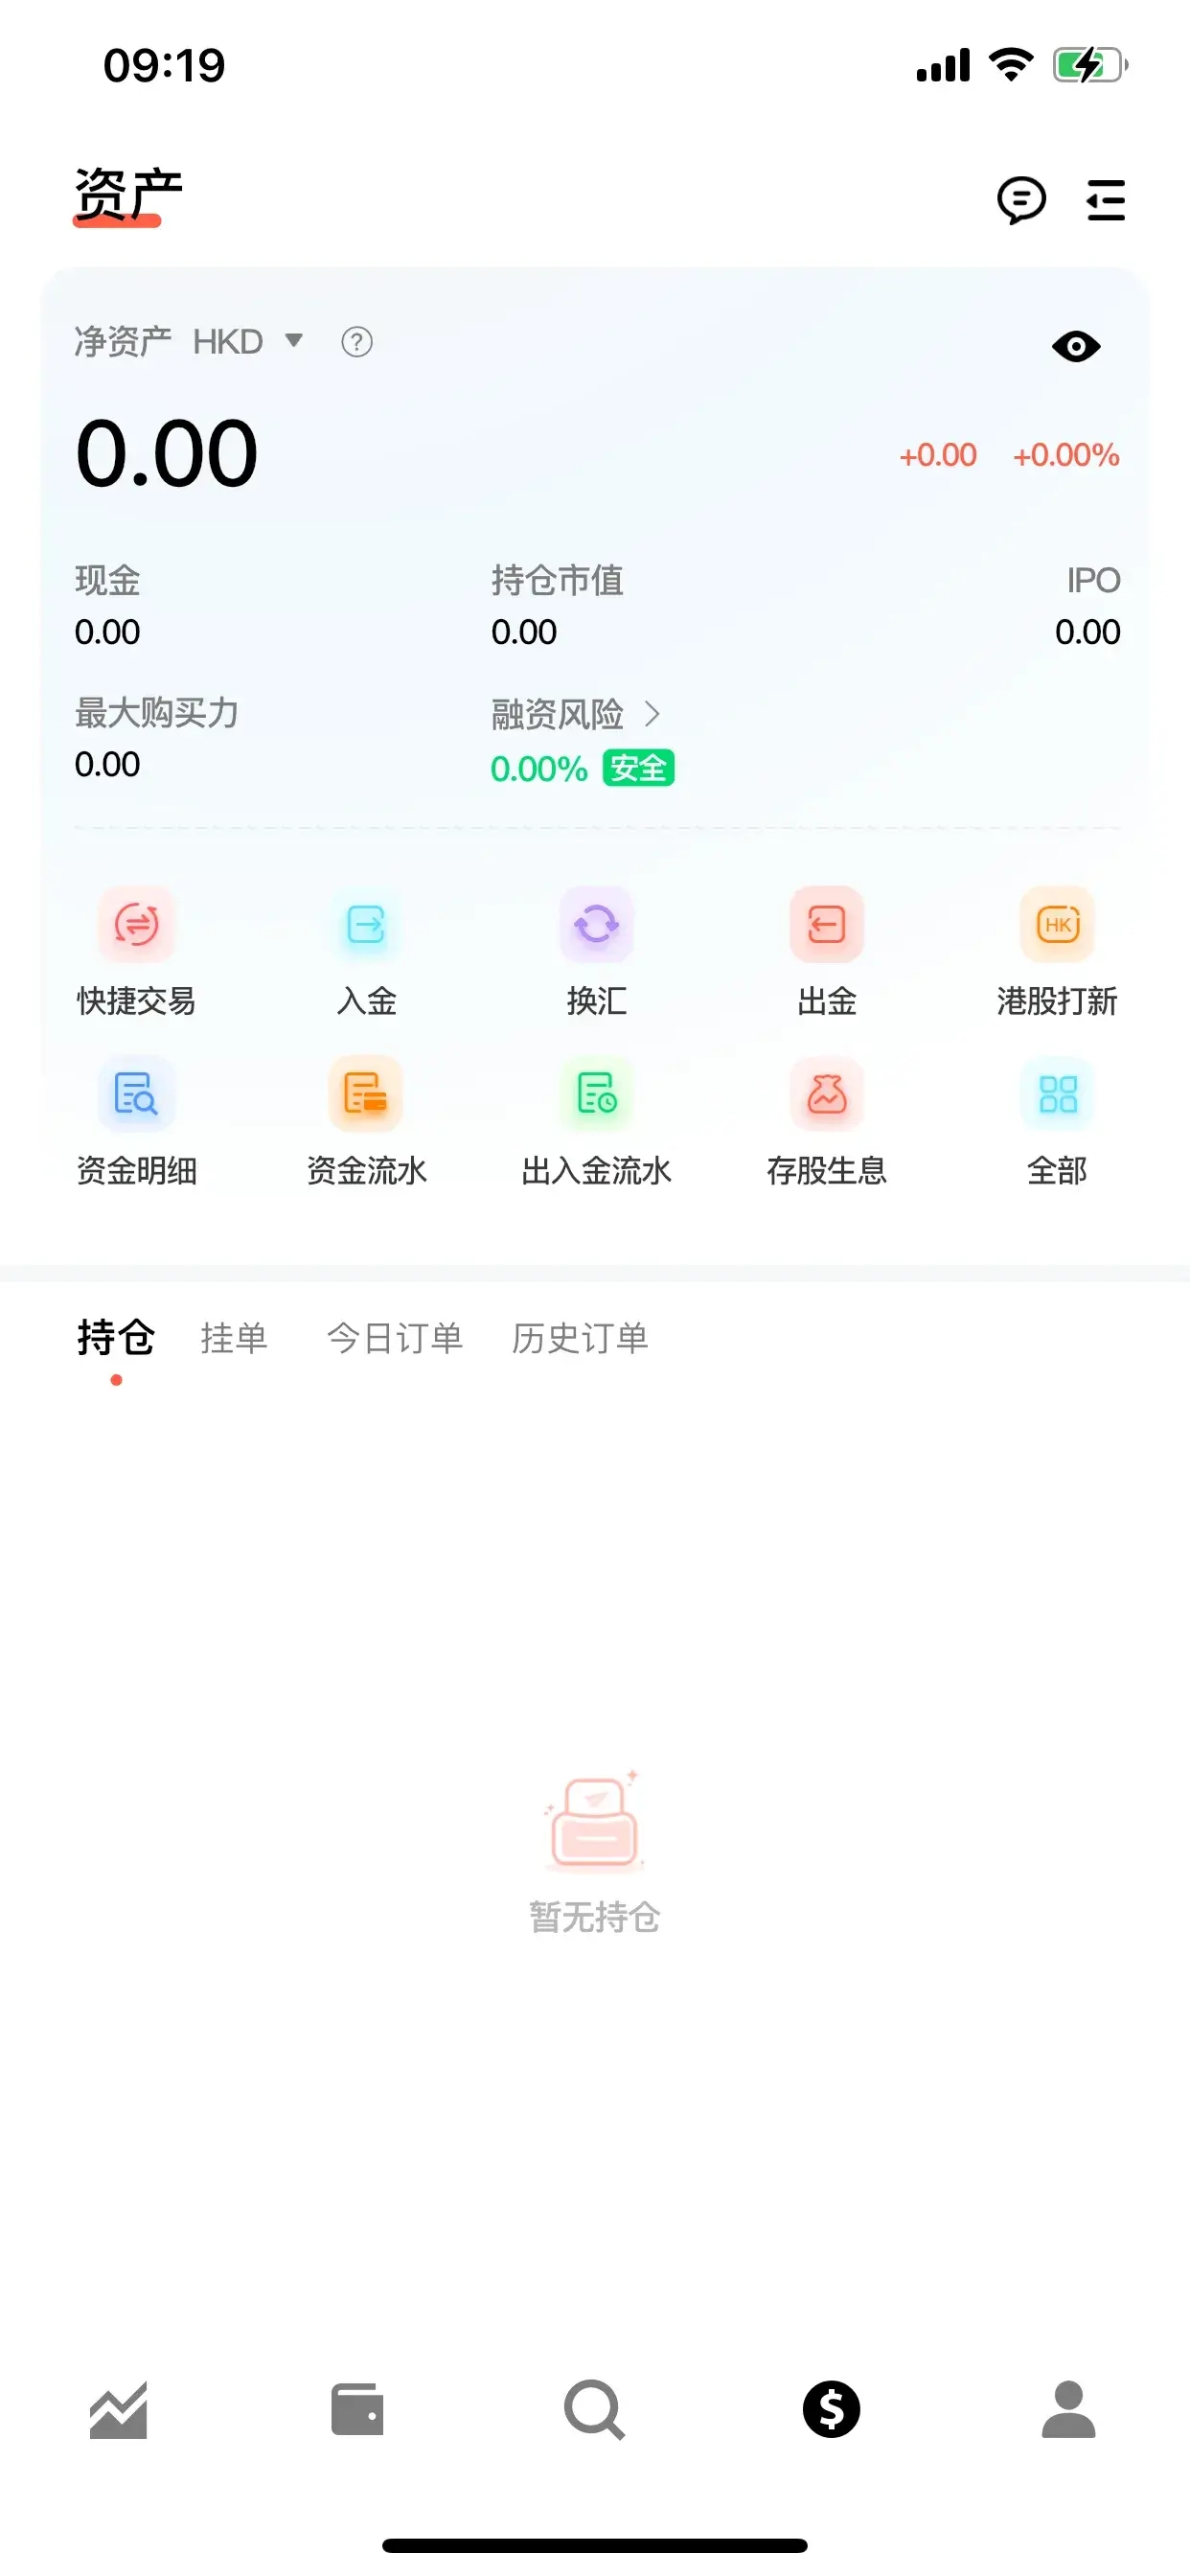 09:19
资产
净资产 HKD
0.00 +0.00 +0.00%
现金 持仓市值 IPO
0.00 0.00 0.00
最大购买力 融资风险
0.00 0.00% 安全
快捷交易 入金 换汇 出金 HK 港股打新
资金明细 资金流水 出入金流水 存股生息 全部
持仓 挂单 今日订单 历史订单
暂无持仓